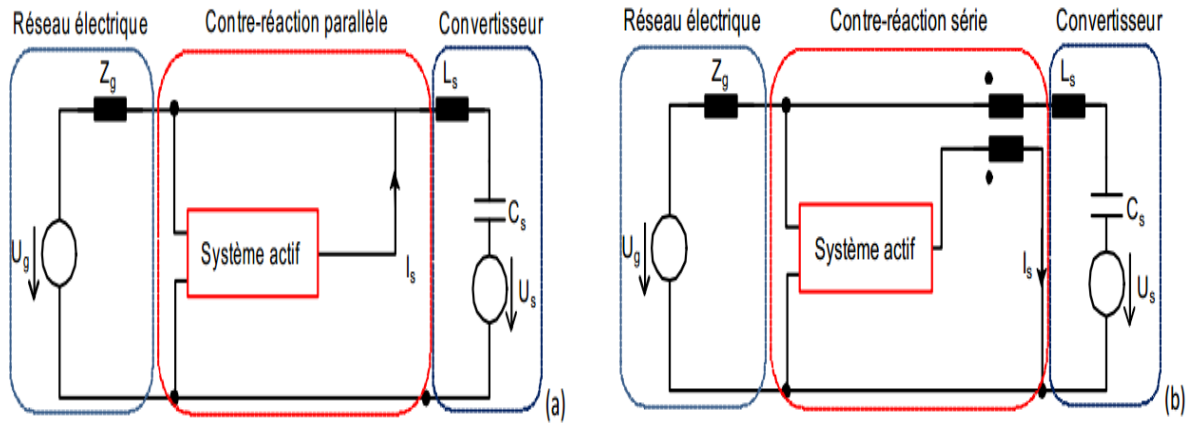 Réseau électrique
Contre-réaction parallèle
Convertisseur
Zg
Ls
Système actif
Ug
Is
Cs
Us
(a)
Réseau électrique
Contre-réaction série
Convertisseur
Zg
Ls
Système actif
Ug
Is
Cs
Us
(b)